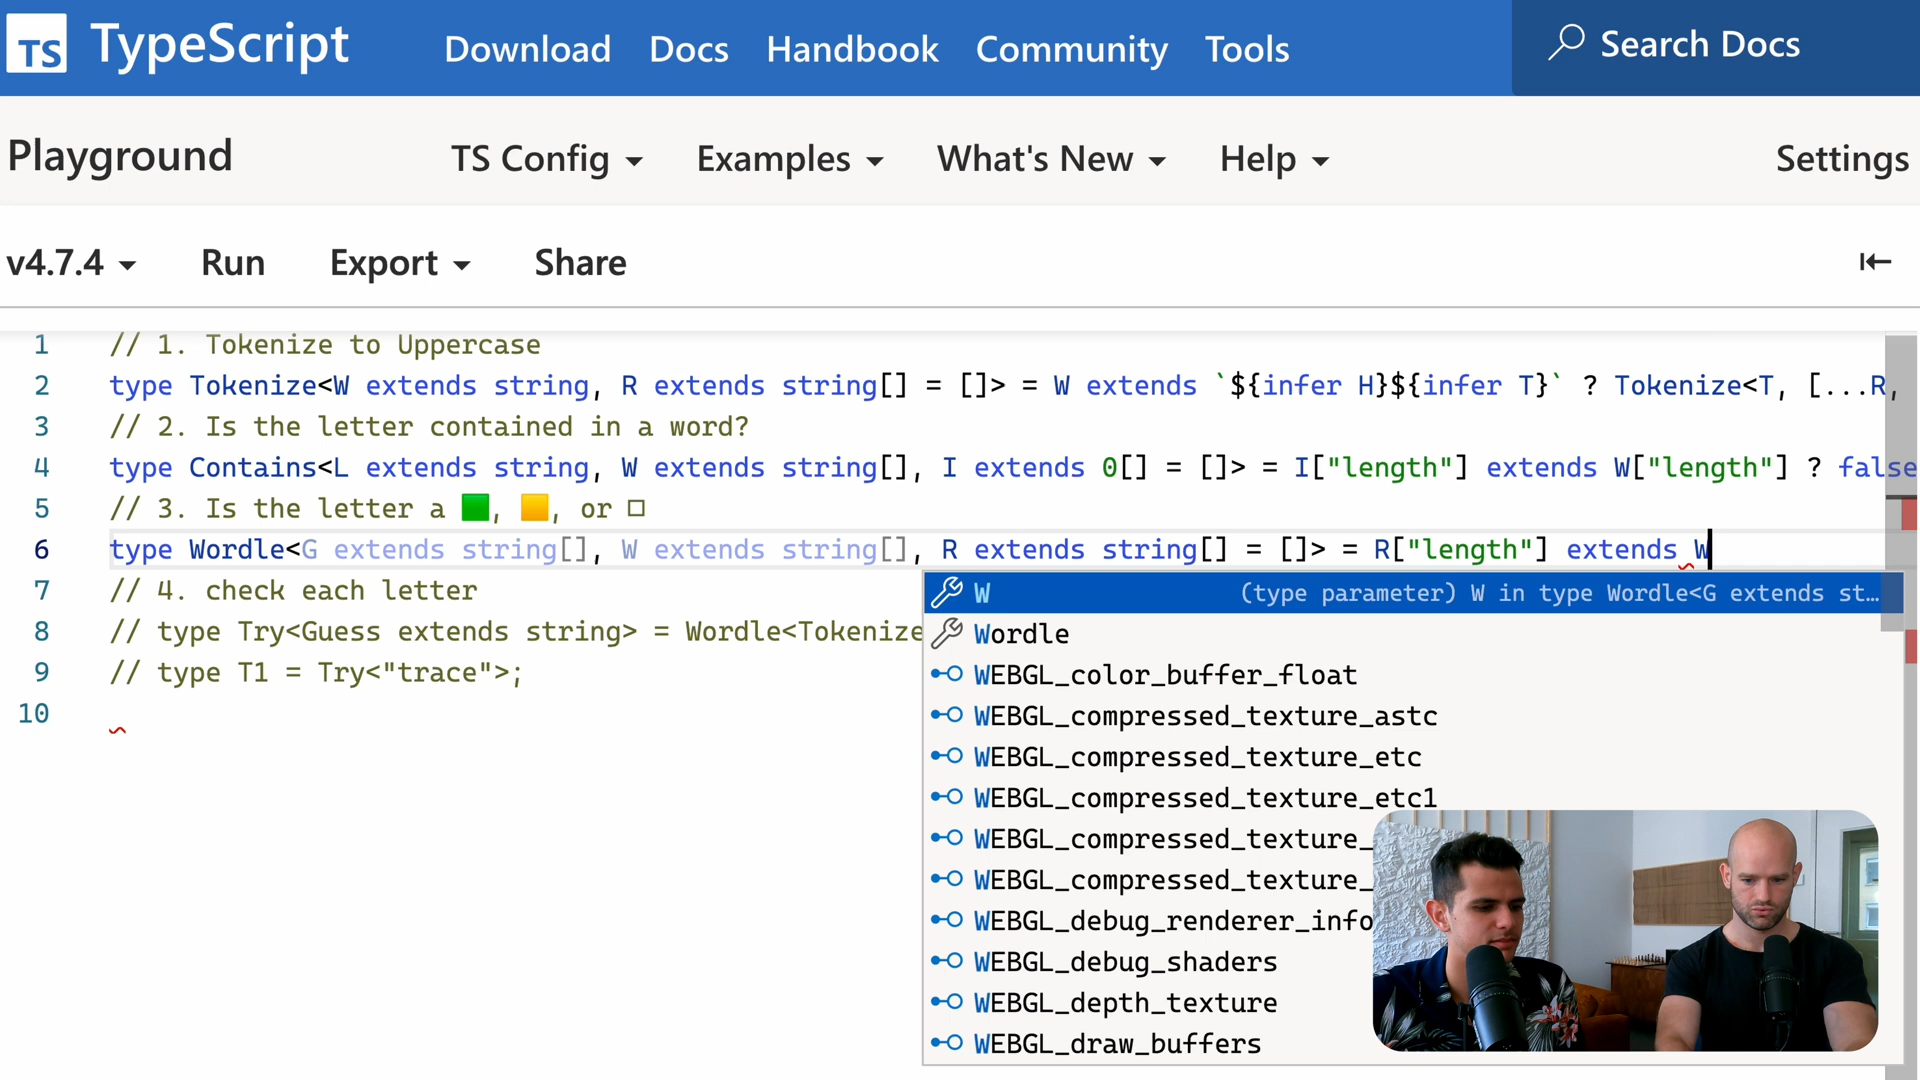 TS TypeScript Download Docs Handbook Community Tools Search Docs
Playground TS Config Examples What's New Help Settings
v4.7.4 Run Export Share
1 // 1. Tokenize to Uppercase
2 type Tokenize<W extends string, R extends string[] = []> = W extends `${infer H}${infer T}` ? Tokenize<T, [...R,
3 // 2. Is the letter contained in a word?
4 type Contains<L extends string, W extends string[], I extends 0[] = []> = I["length"] extends W["length"] ? false
5 // 3. Is the letter a 🟩, 🟨, or □
6 type Wordle<G extends string[], W extends string[], R extends string[] = []> = R["length"] extends W
7 // 4. check each letter
8 // type Try<Guess extends string> = Wordle<Tokenize
9 // type T1 = Try<"trace">;
10
W (type parameter) W in type Wordle<G extends st…
Wordle
WEBGL_color_buffer_float
WEBGL_compressed_texture_astc
WEBGL_compressed_texture_etc
WEBGL_compressed_texture_etc1
WEBGL_compressed_texture_
WEBGL_compressed_texture_
WEBGL_debug_renderer_info
WEBGL_debug_shaders
WEBGL_depth_texture
WEBGL_draw_buffers